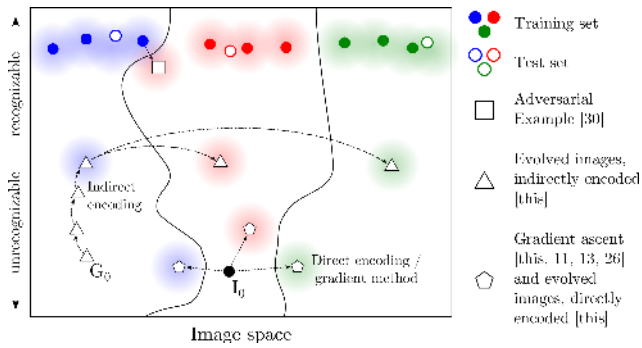 recognizable
unrecognizable
Indirect
encoding
G₀
I₀
Direct encoding /
gradient method
Image space
Training set
Test set
Adversarial
Example [30]
Evolved images,
indirectly encoded
[this]
Gradient ascent
[this, 11, 13, 26]
and evolved
images, directly
encoded [this]